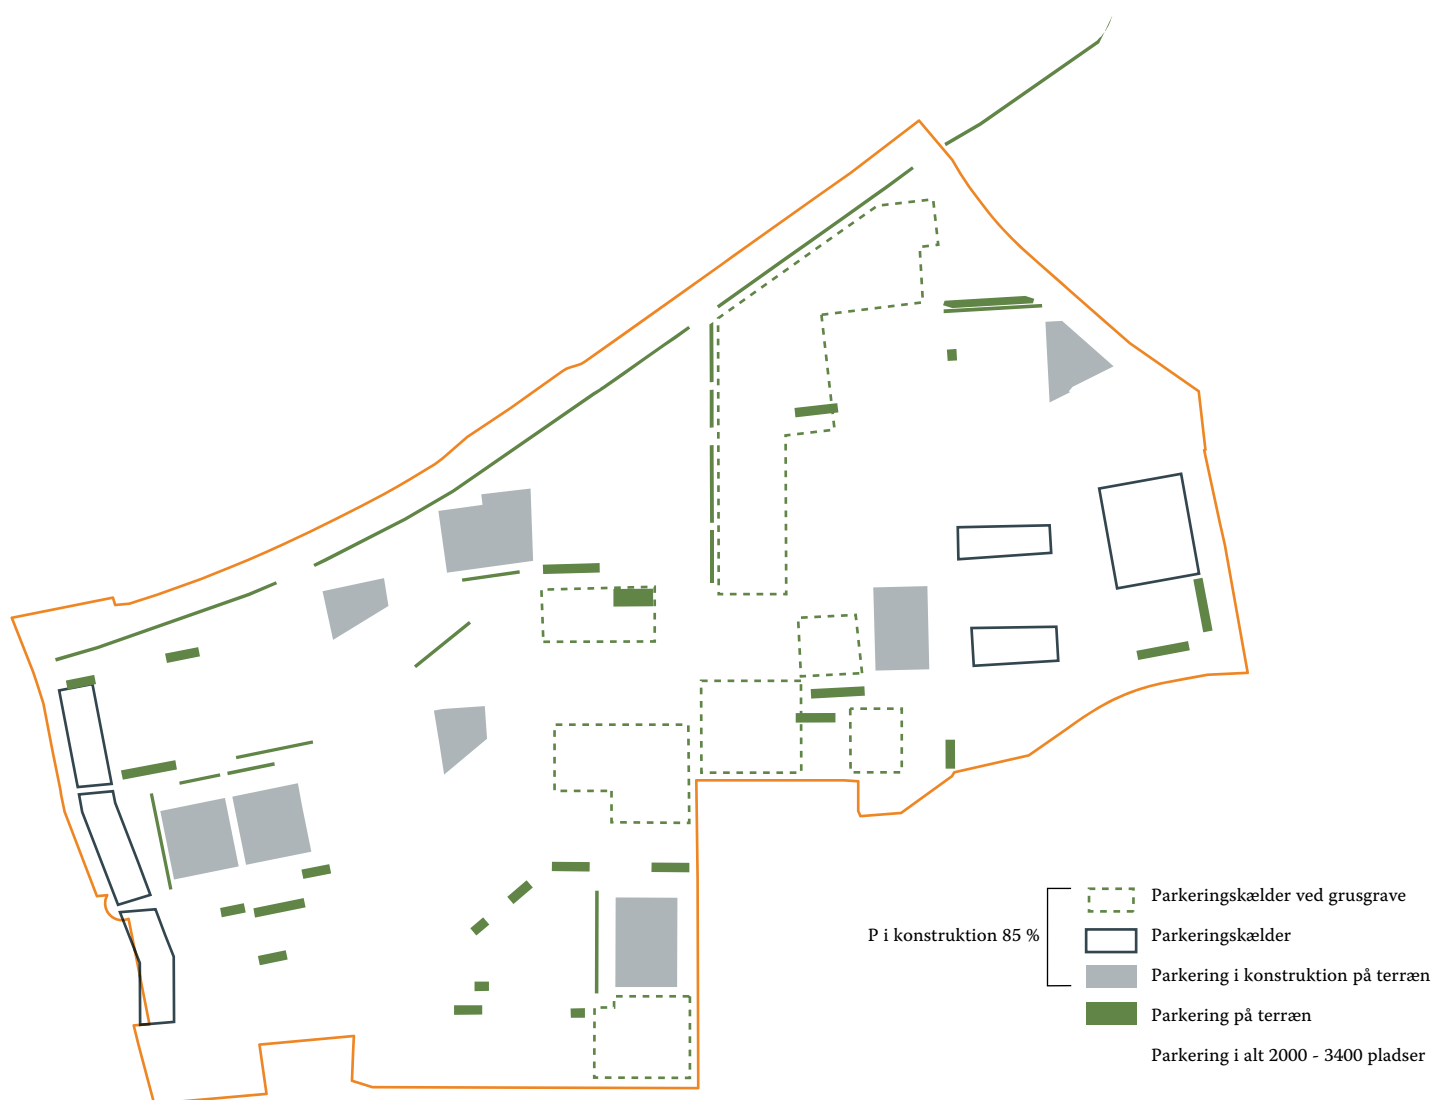 Parkeringskælder ved grusgrave
P i konstruktion 85 %
Parkeringskælder
Parkering i konstruktion på terræn
Parkering på terræn
Parkering i alt 2000 - 3400 pladser